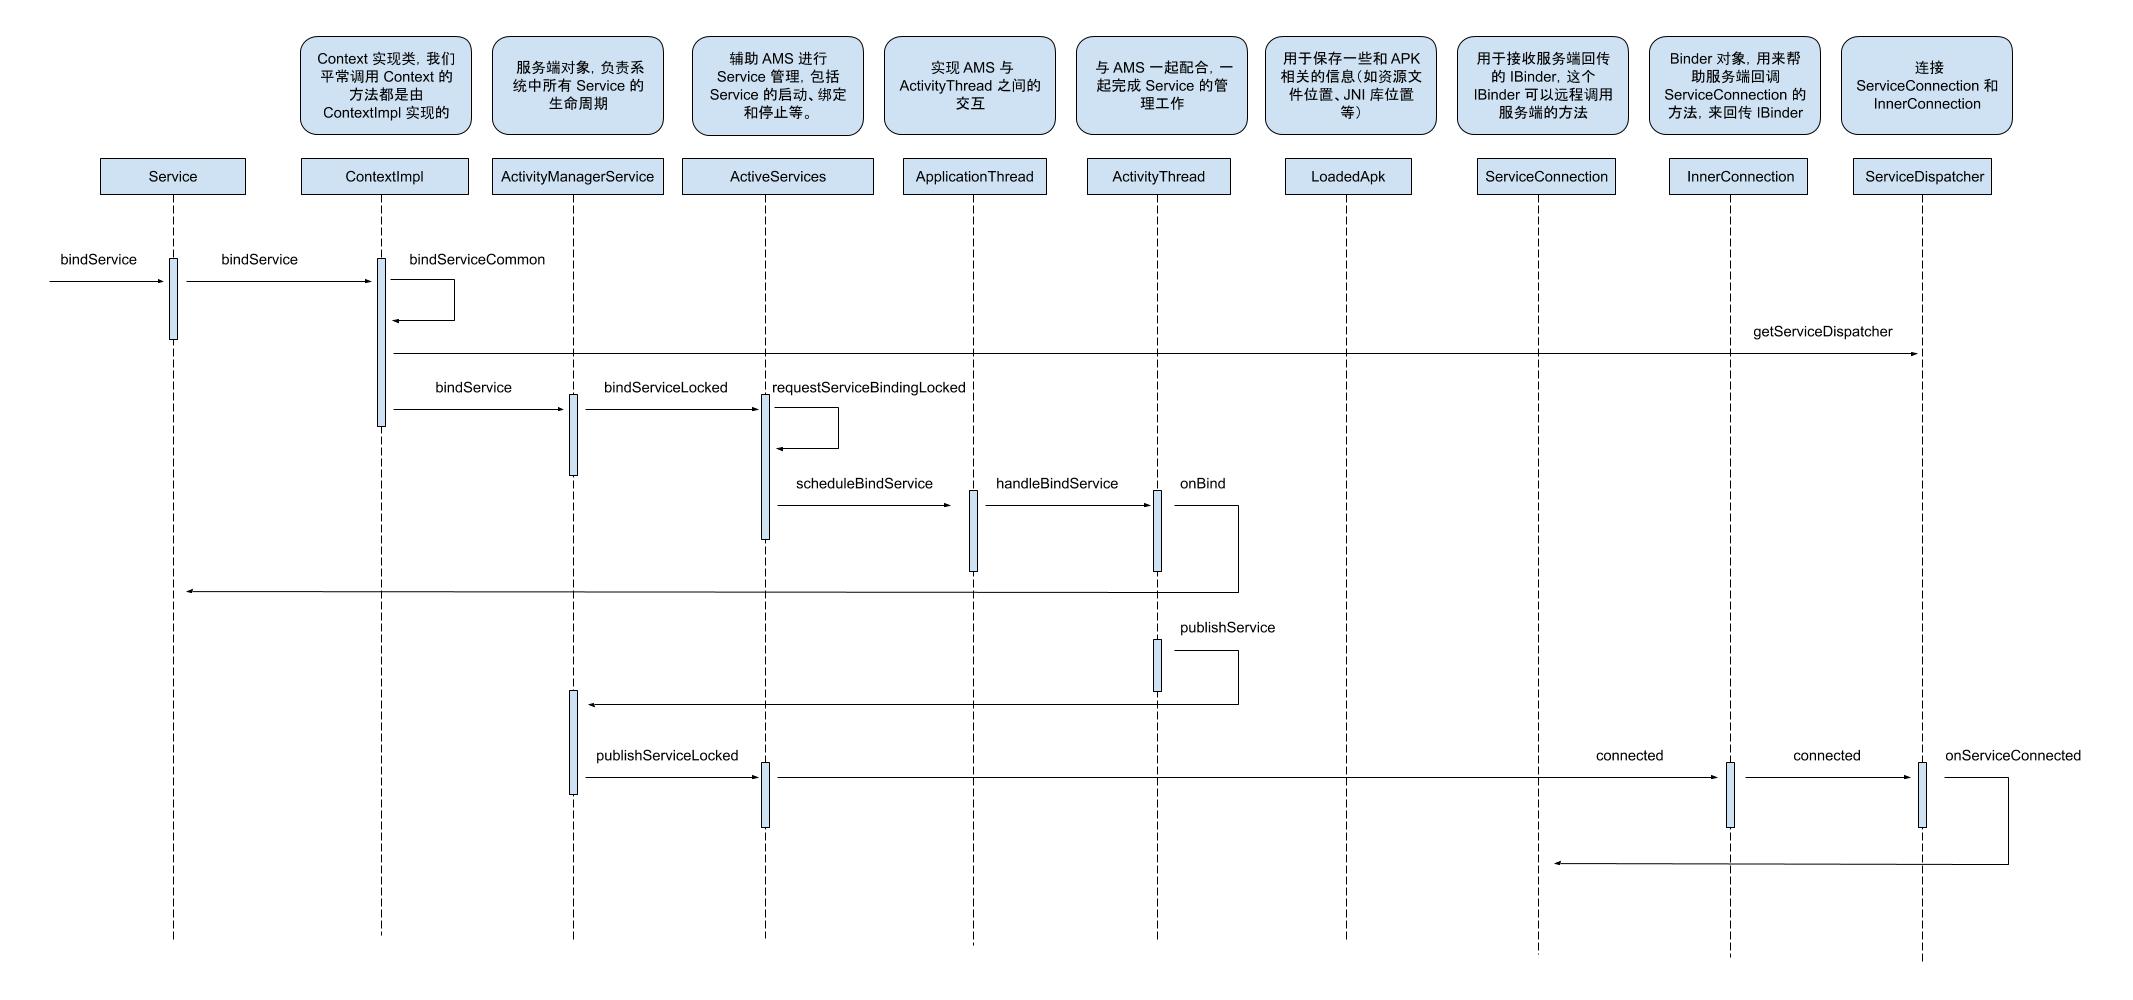 Context 实现类，我们
平常调用 Context 的
方法都是由
ContextImpl 实现的
服务端对象，负责系
统中所有 Service 的
生命周期
辅助 AMS 进行
Service 管理，包括
Service 的启动、绑定
和停止等。
实现 AMS 与
ActivityThread 之间的
交互
与 AMS 一起配合，一
起完成 Service 的管
理工作
用于保存一些和 APK
相关的信息（如资源文
件位置、JNI 库位置
等）
用于接收服务端回传
的 IBinder，这个
IBinder 可以远程调用
服务端的方法
Binder 对象，用来帮
助服务端回调
ServiceConnection 的
方法，来回传 IBinder
连接
ServiceConnection 和
InnerConnection
Service
ContextImpl
ActivityManagerService
ActiveServices
ApplicationThread
ActivityThread
LoadedApk
ServiceConnection
InnerConnection
ServiceDispatcher
bindService
bindService
bindServiceCommon
getServiceDispatcher
bindService
bindServiceLocked
requestServiceBindingLocked
scheduleBindService
handleBindService
onBind
publishService
publishServiceLocked
connected
connected
onServiceConnected